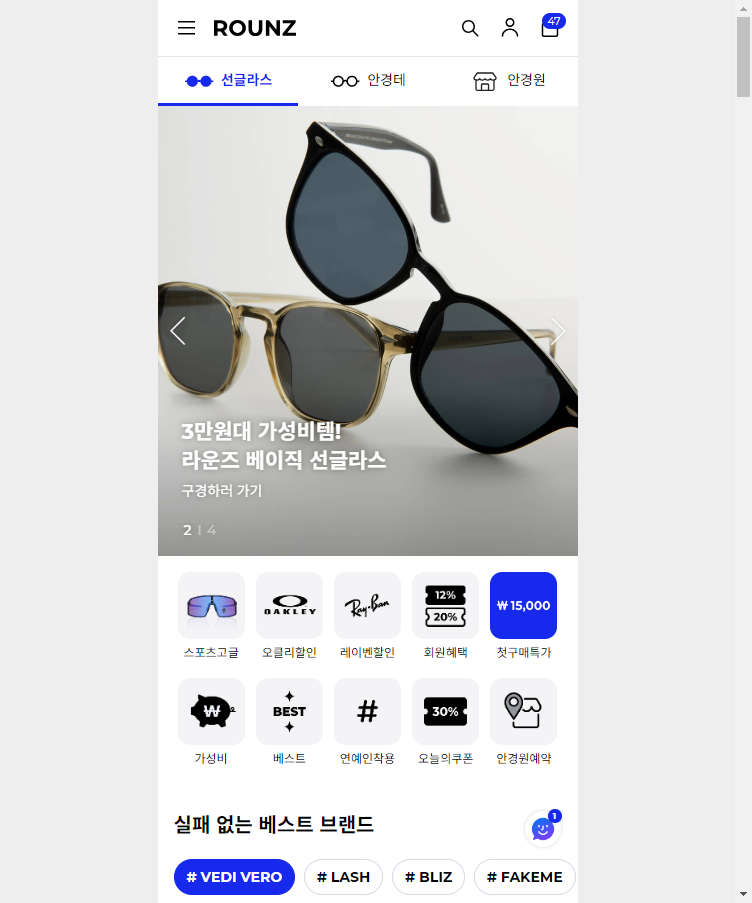 ROUNZ
47
선글라스
안경테
안경원
3만원대 가성비템!
라운즈 베이직 선글라스
구경하러 가기
2 | 4
OAKLEY
Ray-Ban
12%
20%
₩ 15,000
스포츠고글
오클리할인
레이벤할인
회원혜택
첫구매특가
₩
BEST
#
30%
가성비
베스트
연예인착용
오늘의쿠폰
안경원예약
실패 없는 베스트 브랜드
1
# VEDI VERO
# LASH
# BLIZ
# FAKEME